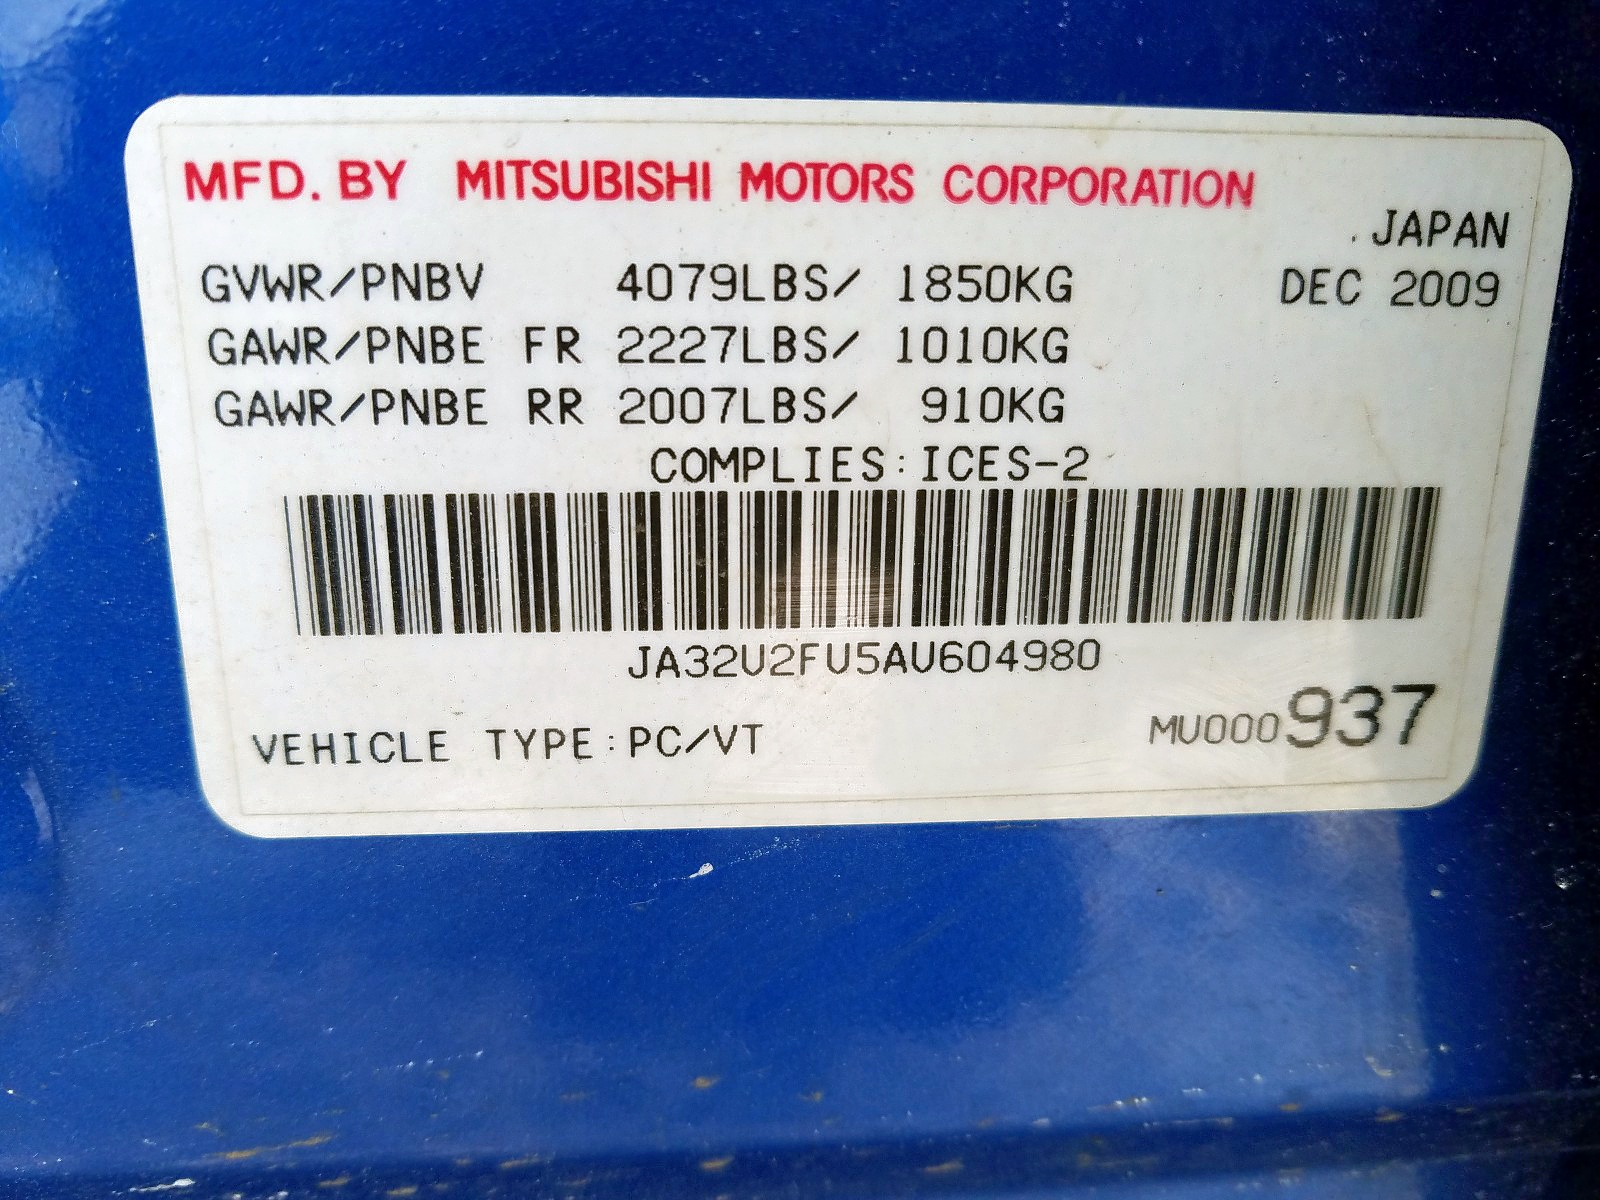 MFD. BY MITSUBISHI MOTORS CORPORATION
JAPAN
GVWR/PNBV 4079LBS/ 1850KG DEC 2009
GAWR/PNBE FR 2227LBS/ 1010KG
GAWR/PNBE RR 2007LBS/ 910KG
COMPLIES:ICES-2
JA32U2FU5AU604980
VEHICLE TYPE:PC/VT MU000937